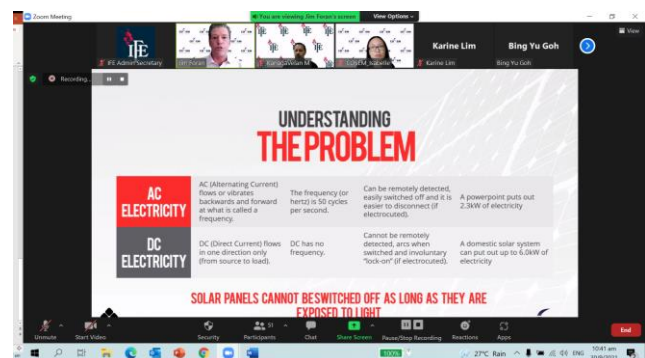 Zoom Meeting
You are viewing Jim Foran's screen
View Options
View
IFE
IFE Admin Secretary
Jim Foran
Karine Lim
Karine Lim
Bing Yu Goh
Bing Yu Goh
Recording...
UNDERSTANDING
THE PROBLEM
AC
ELECTRICITY
AC (Alternating Current)
flows or vibrates
backwards and forward
at what is called a
frequency.
The frequency (or
hertz) is 50 cycles
per second.
Can be remotely detected,
easily switched off and it is
easier to disconnect (if
electrocuted).
A powerpoint puts out
2.3kW of electricity
DC
ELECTRICITY
DC (Direct Current) flows
in one direction only
(from source to load).
DC has no
frequency.
Cannot be remotely
detected, arcs when
switched and involuntary
"lock-on" (if electrocuted).
A domestic solar system
can put out up to 6.0kW of
electricity
SOLAR PANELS CANNOT BE SWITCHED OFF AS LONG AS THEY ARE
EXPOSED TO LIGHT
Unmute
Start Video
Security
Participants
51
Chat
Share Screen
Pause/Stop Recording
Reactions
Apps
End
100%
27°C Rain
ENG
10:41 am